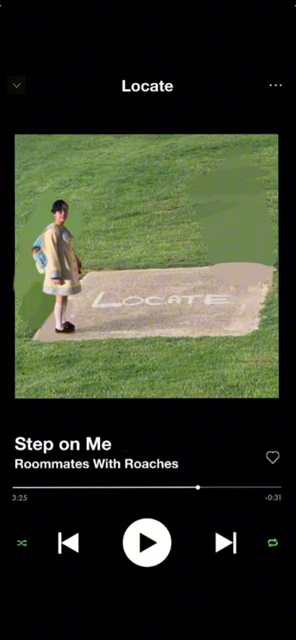 Locate
LOCATE
Step on Me
Roommates With Roaches
3:25
-0:31